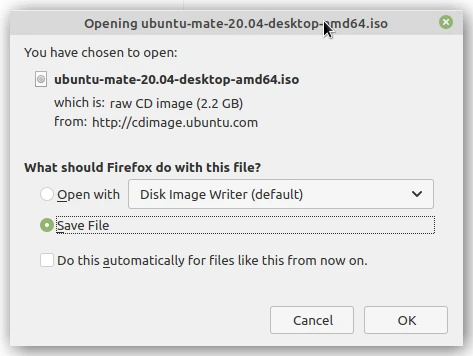 Opening ubuntu-mate-20.04-desktop-amd64.iso
You have chosen to open:
ubuntu-mate-20.04-desktop-amd64.iso
which is: raw CD image (2.2 GB)
from: http://cdimage.ubuntu.com
What should Firefox do with this file?
Open with Disk Image Writer (default)
Save File
Do this automatically for files like this from now on.
Cancel OK